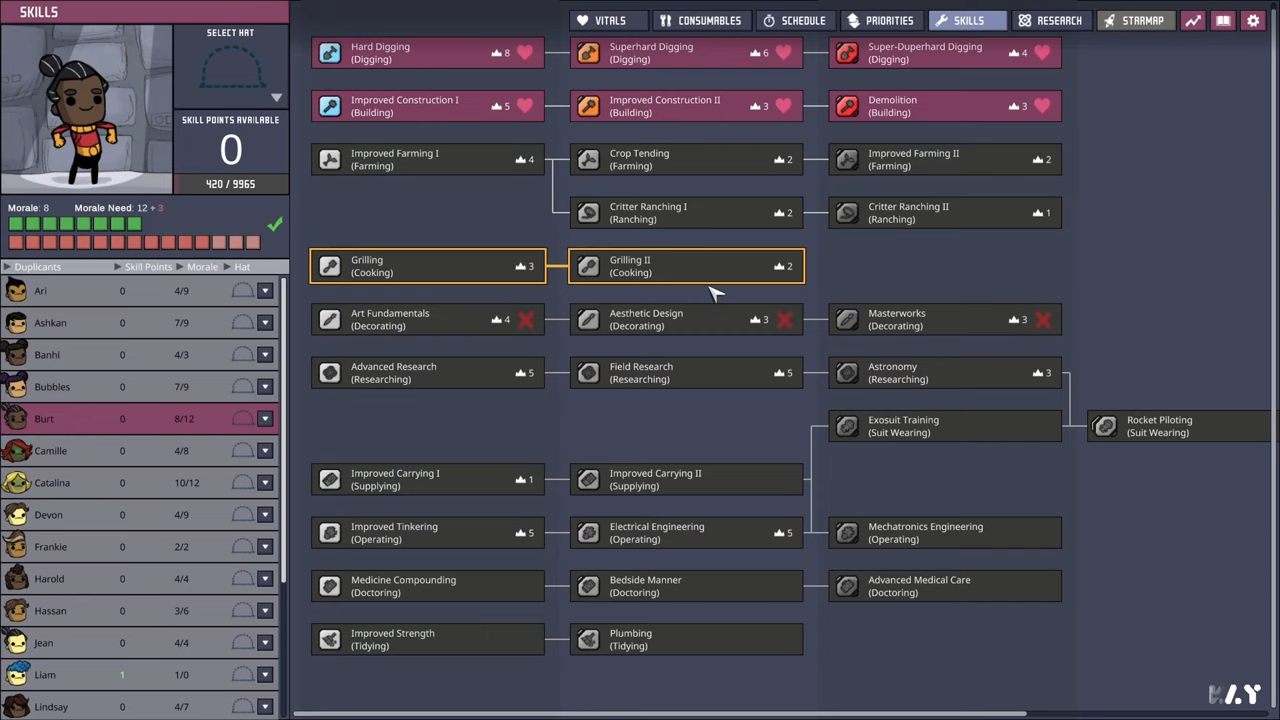 SKILLS
VITALS
CONSUMABLES
SCHEDULE
PRIORITIES
SKILLS
RESEARCH
STARMAP
SELECT HAT
SKILL POINTS AVAILABLE
0
420 / 9965
Morale: 8
Morale Need: 12 + 3
Duplicants
Skill Points
Morale
Hat
Ari 0 4/9
Ashkan 0 7/9
Banhi 0 4/3
Bubbles 0 7/9
Burt 0 8/12
Camille 0 4/8
Catalina 0 10/12
Devon 0 4/9
Frankie 0 2/2
Harold 0 4/4
Hassan 0 3/6
Jean 0 4/4
Liam 1 1/0
Lindsay 0 4/7
Hard Digging
(Digging)
8
Superhard Digging
(Digging)
6
Super-Duperhard Digging
(Digging)
4
Improved Construction I
(Building)
5
Improved Construction II
(Building)
3
Demolition
(Building)
3
Improved Farming I
(Farming)
4
Crop Tending
(Farming)
2
Improved Farming II
(Farming)
2
Critter Ranching I
(Ranching)
2
Critter Ranching II
(Ranching)
1
Grilling
(Cooking)
3
Grilling II
(Cooking)
2
Art Fundamentals
(Decorating)
4
Aesthetic Design
(Decorating)
3
Masterworks
(Decorating)
3
Advanced Research
(Researching)
5
Field Research
(Researching)
5
Astronomy
(Researching)
3
Exosuit Training
(Suit Wearing)
Rocket Piloting
(Suit Wearing)
Improved Carrying I
(Supplying)
1
Improved Carrying II
(Supplying)
Improved Tinkering
(Operating)
5
Electrical Engineering
(Operating)
5
Mechatronics Engineering
(Operating)
Medicine Compounding
(Doctoring)
Bedside Manner
(Doctoring)
Advanced Medical Care
(Doctoring)
Improved Strength
(Tidying)
Plumbing
(Tidying)